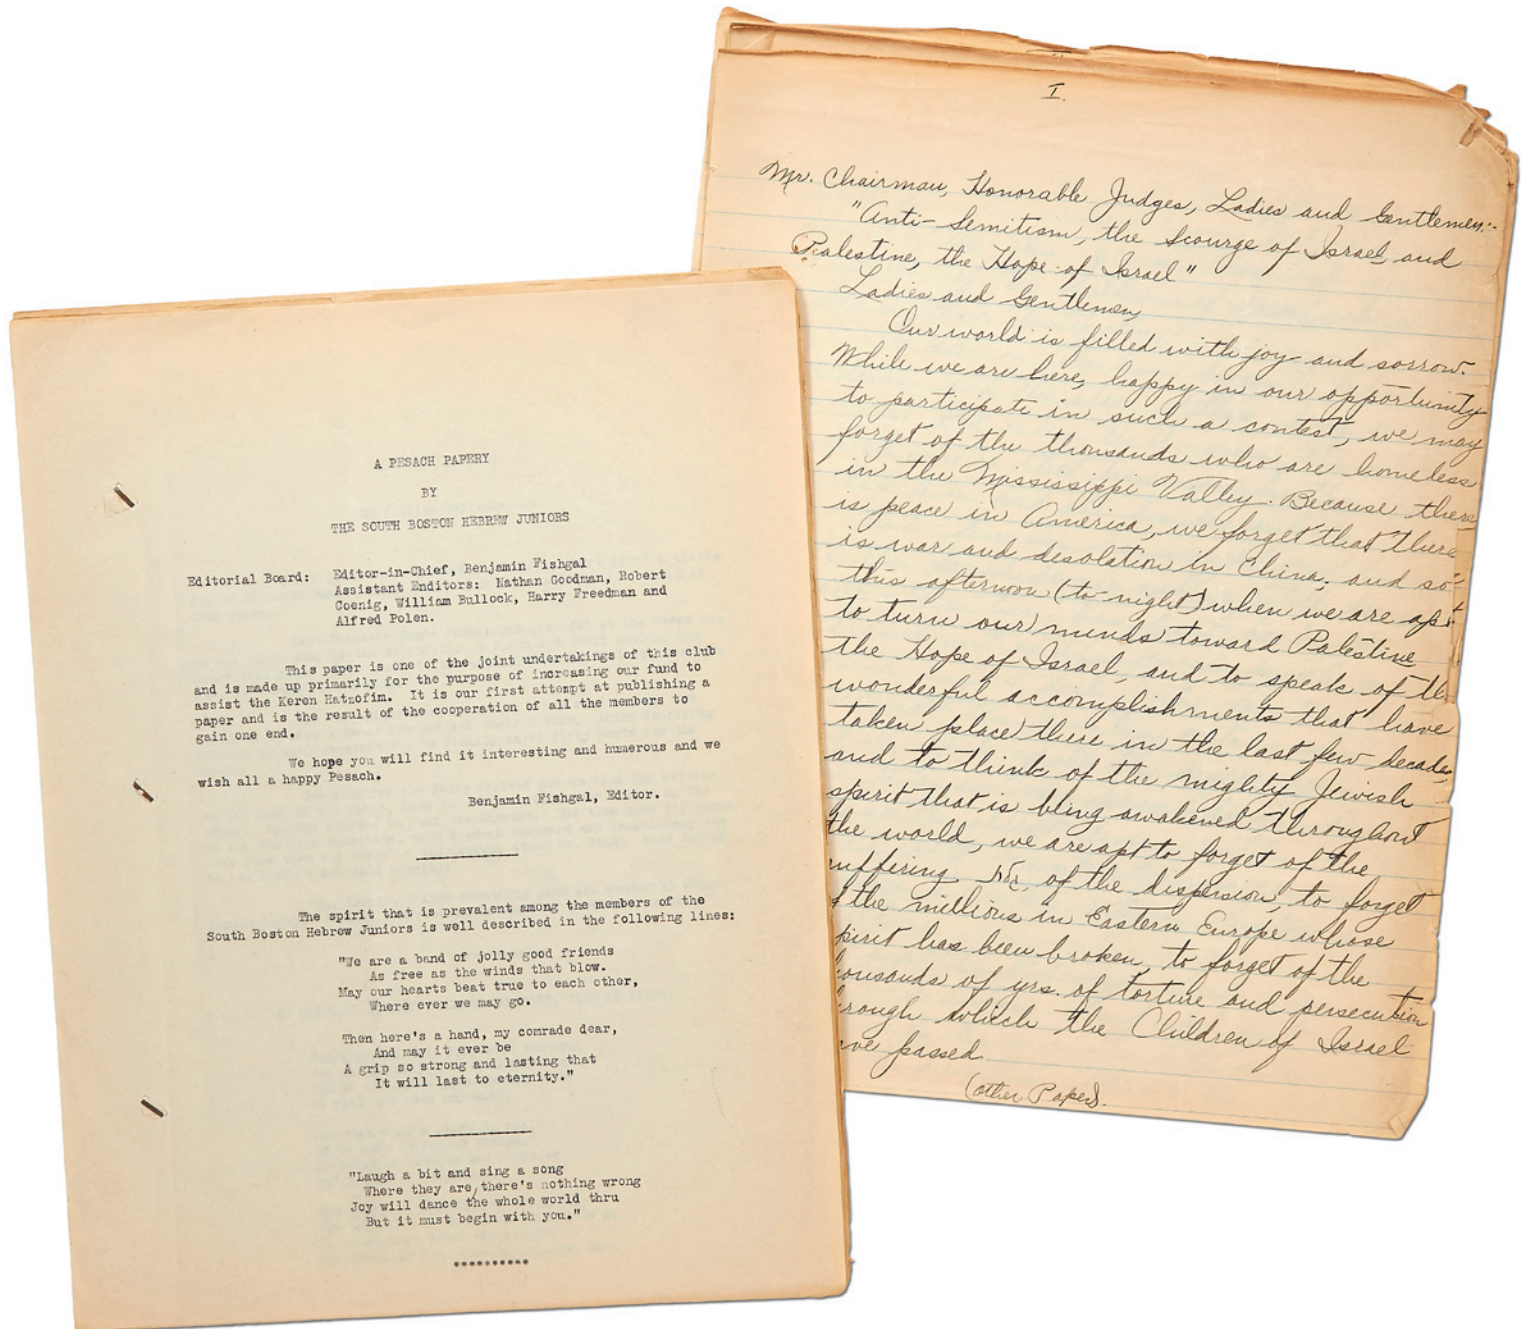 A PESACH PAPERY
BY
THE SOUTH BOSTON HEBREW JUNIORS
Editorial Board: Editor-in-Chief, Benjamin Fishgal
Assistant Enditors: Nathan Goodman, Robert
Coenig, William Bullock, Harry Freedman and
Alfred Polen.
This paper is one of the joint undertakings of this club
and is made up primarily for the purpose of increasing our fund to
assist the Keren Hatzofim. It is our first attempt at publishing a
paper and is the result of the cooperation of all the members to
gain one end.
We hope you will find it interesting and humerous and we
wish all a happy Pesach.
Benjamin Fishgal, Editor.
The spirit that is prevalent among the members of the
South Boston Hebrew Juniors is well described in the following lines:
"We are a band of jolly good friends
As free as the winds that blow.
May our hearts beat true to each other,
Where ever we may go.
Then here's a hand, my comrade dear,
And may it ever be
A grip so strong and lasting that
It will last to eternity."
"Laugh a bit and sing a song
Where they are, there's nothing wrong
Joy will dance the whole world thru
But it must begin with you."
**********
I.
Mr. Chairman, Honorable Judges, Ladies and Gentlemen:-
"Anti-Semitism, the Scourge of Israel, and
Palestine, the Hope of Israel"
Ladies and Gentlemen,
Our world is filled with joy and sorrow.
While we are here, happy in our opportunity
to participate in such a contest, we may
forget of the thousands who are homeless
in the Mississippi Valley. Because there
is peace in America, we forget that there
is war and desolation in China; and so
this afternoon (to-night) when we are apt
to turn our minds toward Palestine
the Hope of Israel, and to speak of th
wonderful accomplishments that have
taken place there in the last few decades
and to think of the mighty Jewish
spirit that is being awakened throughout
the world, we are apt to forget of the
uffering of the dispersion, to forget
f the millions in Eastern Europe whose
pirit has been broken, to forget of the
housands of yrs. of torture and persecution
hrough which the Children of Israel
ave passed.
(other Paper).